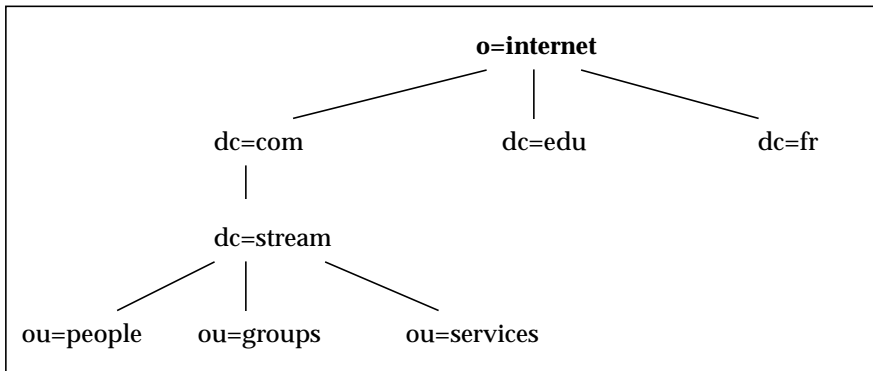 o=internet
dc=com dc=edu dc=fr
dc=stream
ou=people ou=groups ou=services